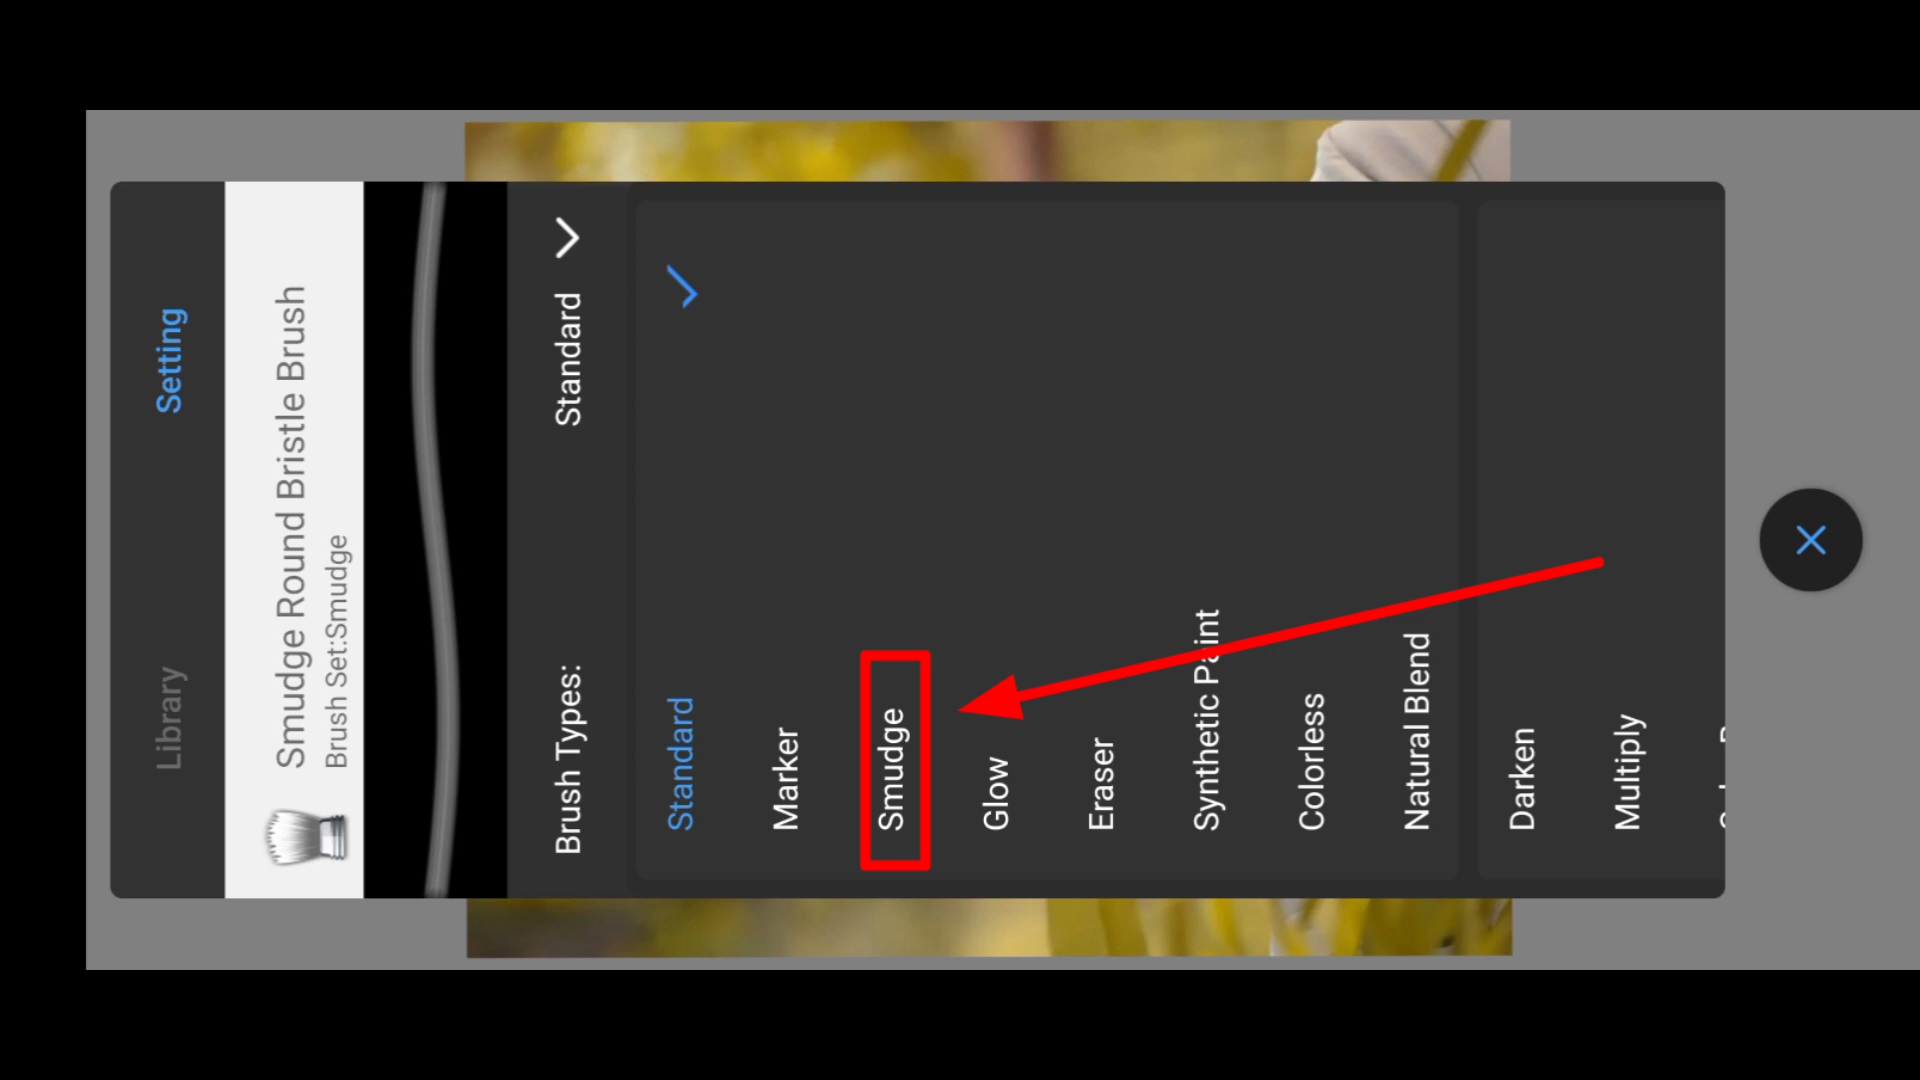 Library Setting
Smudge Round Bristle Brush
Brush Set:Smudge
Brush Types: Standard
Standard
Marker
Smudge
Glow
Eraser
Synthetic Paint
Colorless
Natural Blend
Darken
Multiply